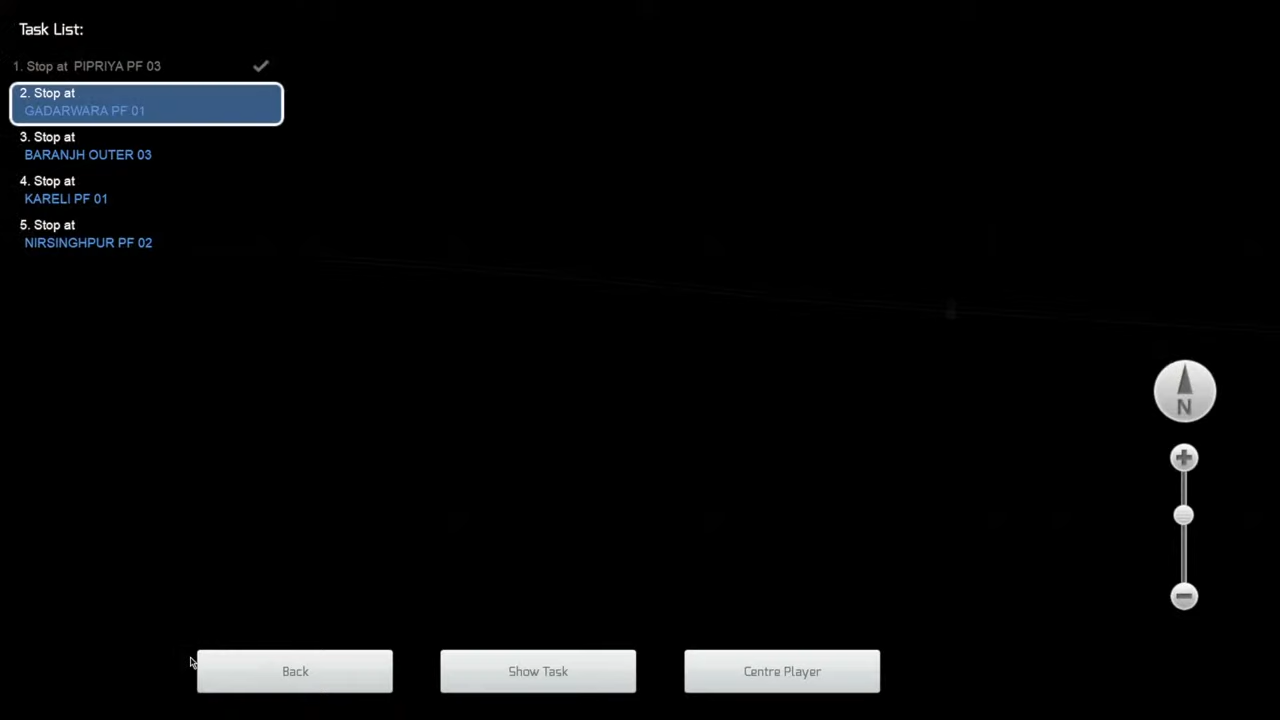 Task List:
1. Stop at PIPRIYA PF 03
2. Stop at
GADARWARA PF 01
3. Stop at
BARANJH OUTER 03
4. Stop at
KARELI PF 01
5. Stop at
NIRSINGHPUR PF 02
N
Back
Show Task
Centre Player